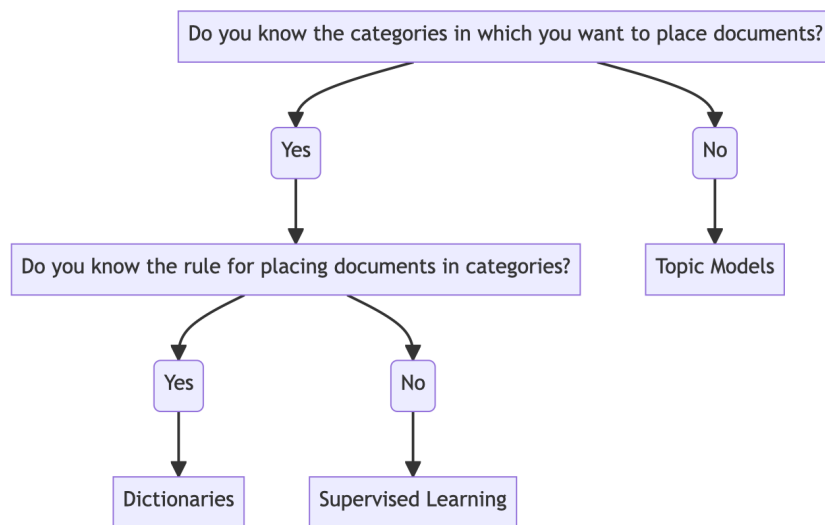 Do you know the categories in which you want to place documents?
Yes
No
Do you know the rule for placing documents in categories?
Topic Models
Yes
No
Dictionaries
Supervised Learning